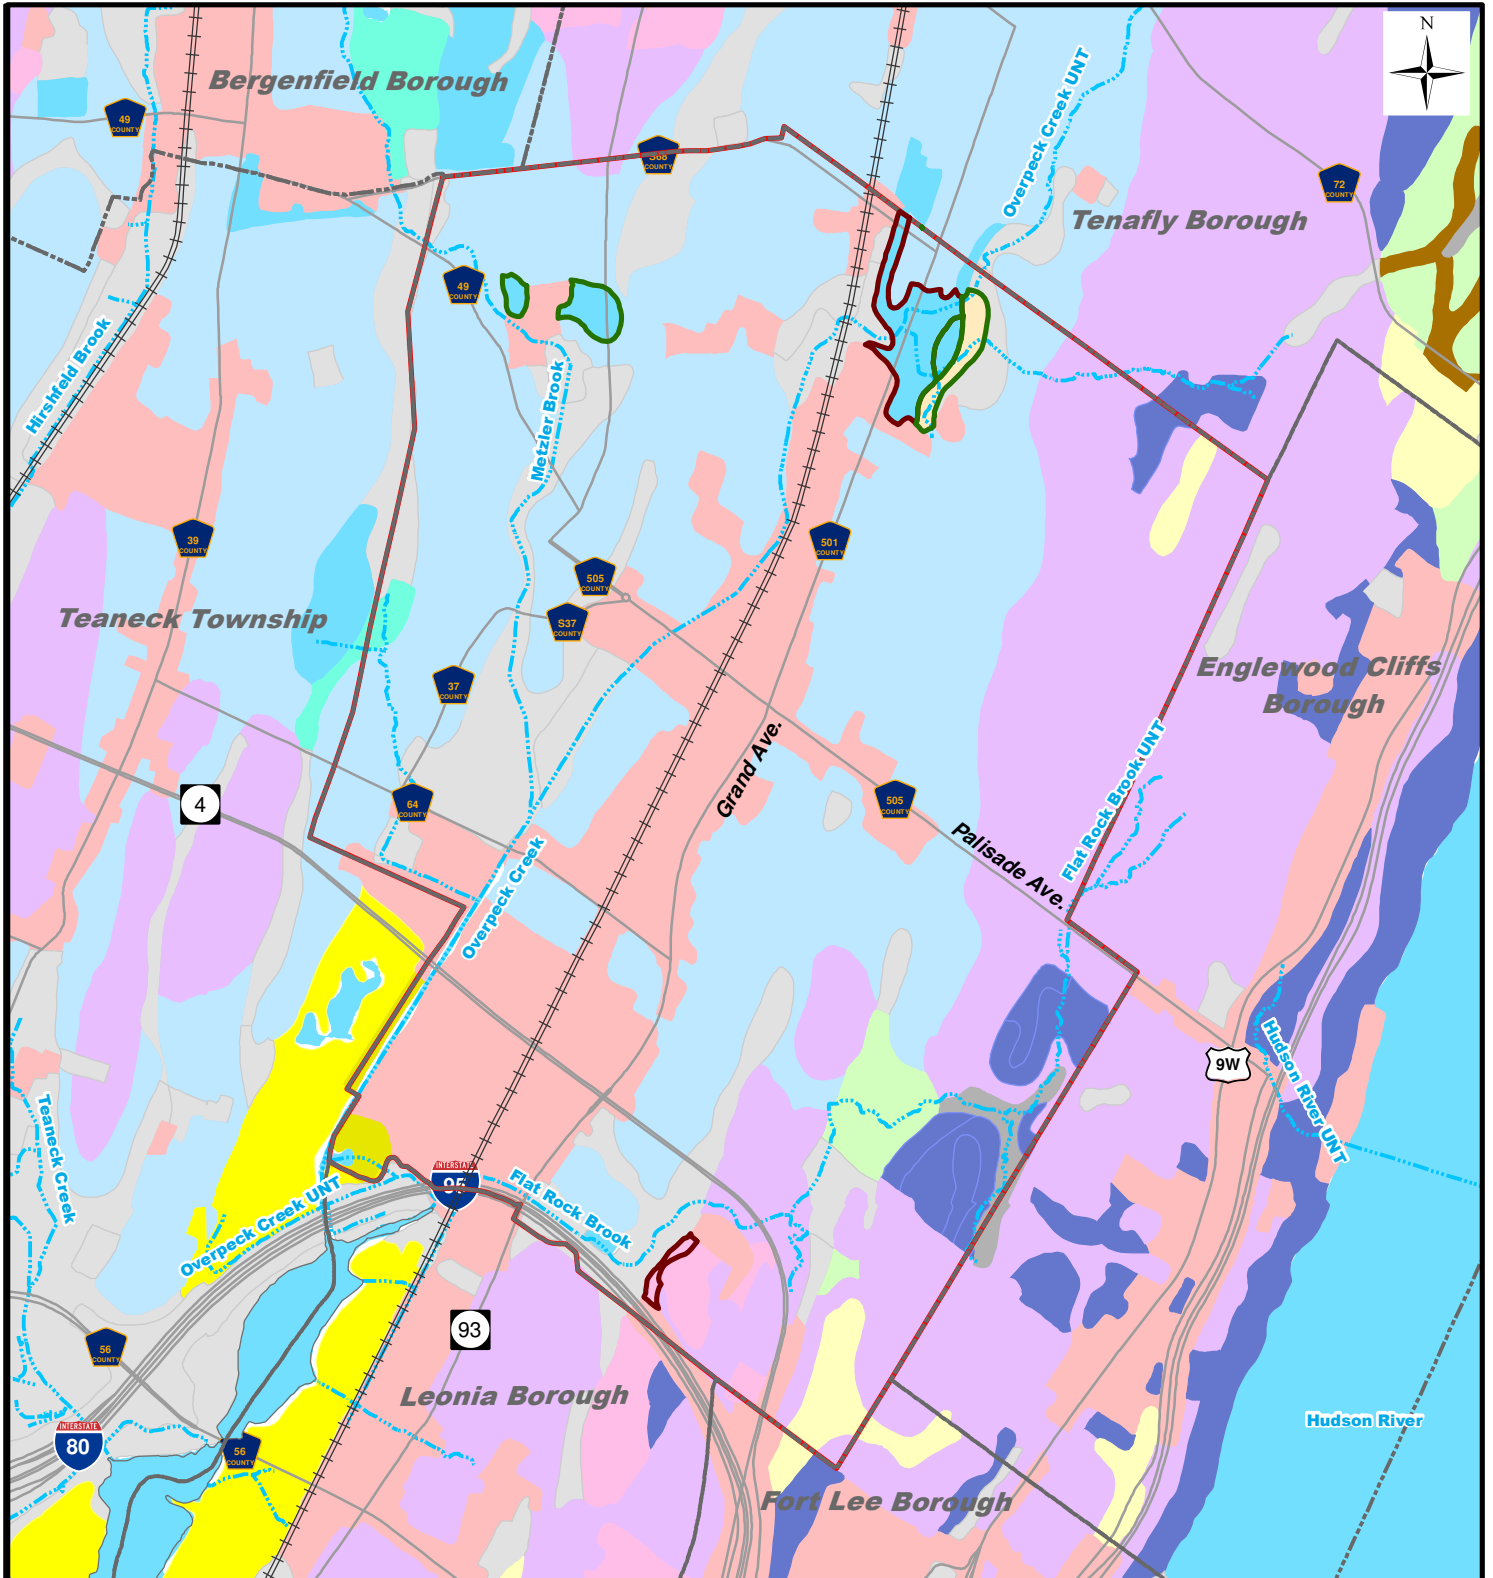 N
Bergenfield Borough
49
COUNTY
S68
COUNTY
Overpeck Creek UNT
72
COUNTY
Tenafly Borough
49
COUNTY
Hirshfeld Brook
Metzler Brook
39
COUNTY
501
COUNTY
505
COUNTY
S37
COUNTY
Teaneck Township
37
COUNTY
Englewood Cliffs
Borough
Grand Ave.
4
64
COUNTY
505
COUNTY
Flat Rock Brook UNT
Palisade Ave.
Overpeck Creek
9W
Hudson River UNT
Teaneck Creek
INTERSTATE
95
Flat Rock Brook
Overpeck Creek UNT
93
56
COUNTY
Leonia Borough
INTERSTATE
80
56
COUNTY
Hudson River
Fort Lee Borough